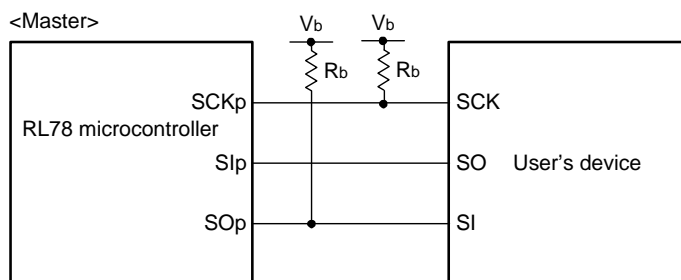 <Master>
Vb
Vb
Rb
Rb
SCKp
SCK
RL78 microcontroller
SIp
SO
User's device
SOp
SI